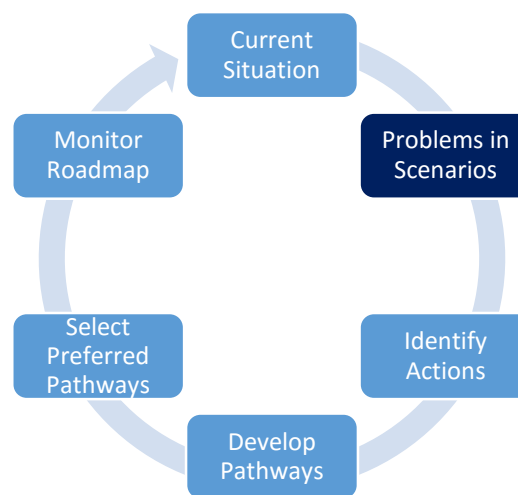 Current
Situation
Problems in
Scenarios
Identify
Actions
Develop
Pathways
Select
Preferred
Pathways
Monitor
Roadmap